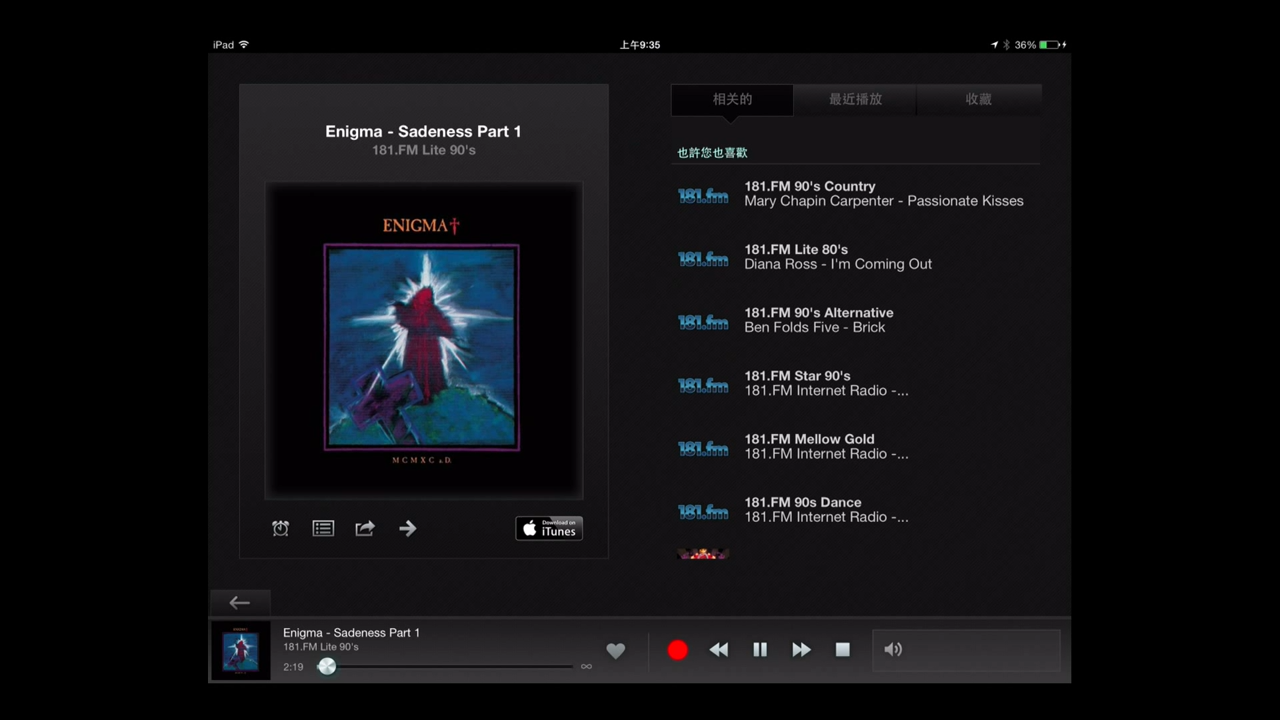 iPad
上午9:35
36%
Enigma - Sadeness Part 1
181.FM Lite 90's
ENIGMA
MCMXC a.D.
Download on
iTunes
相关的
最近播放
收藏
也許您也喜歡
181.fm
181.FM 90's Country
Mary Chapin Carpenter - Passionate Kisses
181.fm
181.FM Lite 80's
Diana Ross - I'm Coming Out
181.fm
181.FM 90's Alternative
Ben Folds Five - Brick
181.fm
181.FM Star 90's
181.FM Internet Radio -...
181.fm
181.FM Mellow Gold
181.FM Internet Radio -...
181.fm
181.FM 90s Dance
181.FM Internet Radio -...
Enigma - Sadeness Part 1
181.FM Lite 90's
2:19
∞